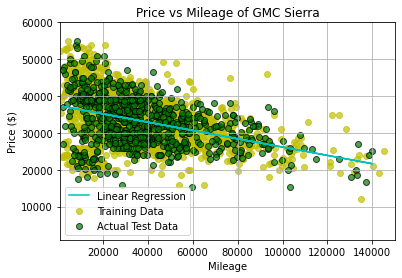 Price vs Mileage of GMC Sierra
60000
50000
40000
30000
20000
10000
Price ($)
Linear Regression
Training Data
Actual Test Data
20000 40000 60000 80000 100000 120000 140000
Mileage